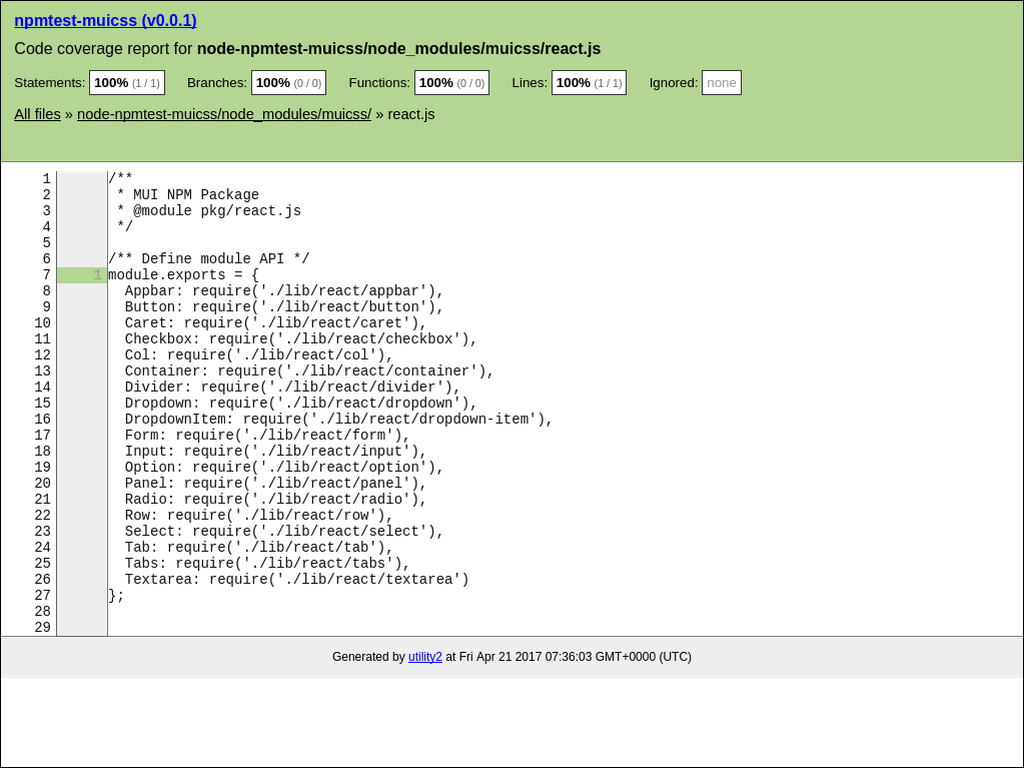 npmtest-muicss (v0.0.1)
Code coverage report for node-npmtest-muicss/node_modules/muicss/react.js
Statements: 100% (1 / 1) Branches: 100% (0 / 0) Functions: 100% (0 / 0) Lines: 100% (1 / 1) Ignored: none
All files » node-npmtest-muicss/node_modules/muicss/ » react.js
1 /**
2  * MUI NPM Package
3  * @module pkg/react.js
4  */
5
6 /** Define module API */
7 1 module.exports = {
8   Appbar: require('./lib/react/appbar'),
9   Button: require('./lib/react/button'),
10   Caret: require('./lib/react/caret'),
11   Checkbox: require('./lib/react/checkbox'),
12   Col: require('./lib/react/col'),
13   Container: require('./lib/react/container'),
14   Divider: require('./lib/react/divider'),
15   Dropdown: require('./lib/react/dropdown'),
16   DropdownItem: require('./lib/react/dropdown-item'),
17   Form: require('./lib/react/form'),
18   Input: require('./lib/react/input'),
19   Option: require('./lib/react/option'),
20   Panel: require('./lib/react/panel'),
21   Radio: require('./lib/react/radio'),
22   Row: require('./lib/react/row'),
23   Select: require('./lib/react/select'),
24   Tab: require('./lib/react/tab'),
25   Tabs: require('./lib/react/tabs'),
26   Textarea: require('./lib/react/textarea')
27 };
28
29
Generated by utility2 at Fri Apr 21 2017 07:36:03 GMT+0000 (UTC)